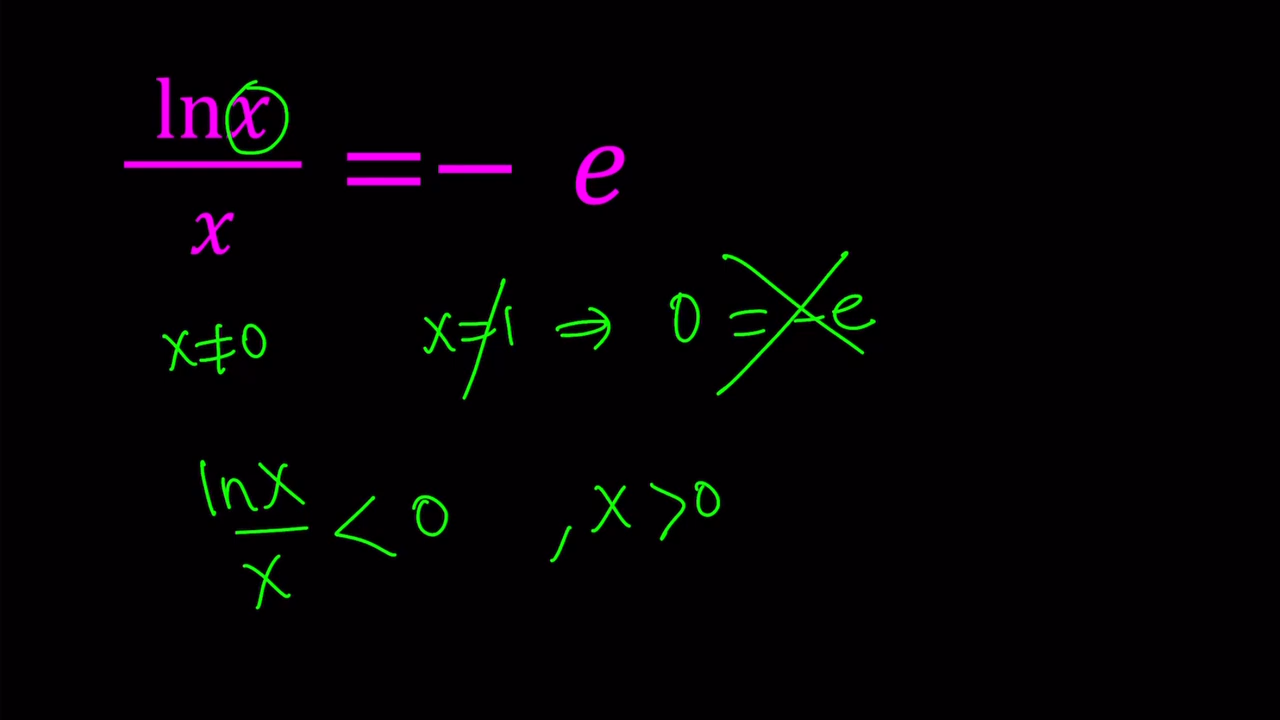 ln x / x = − e
x ≠ 0 x ≠ 1 ⇒ 0 = −e
ln x / x < 0 , x > 0